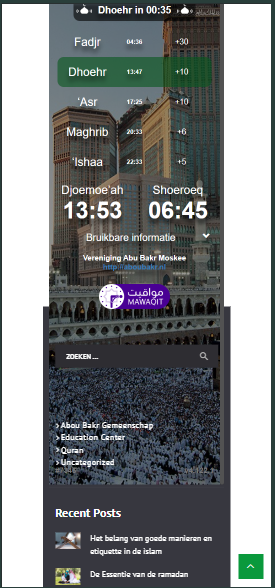 Dhoehr in 00:35
Fadjr 04:36 +30
Dhoehr 13:47 +10
'Asr 17:25 +10
Maghrib 20:33 +6
'Ishaa 22:33 +5
Djoemoe'ah Shoeroeq
13:53 06:45
Bruikbare informatie
Vereniging Abu Bakr Moskee
http://aboubakr.nl
مواقيت
MAWAQIT
ZOEKEN ...
Abou Bakr Gemeenschap
Education Center
Quran
Uncategorized
Recent Posts
Het belang van goede manieren en
etiquette in de islam
De Essentie van de ramadan